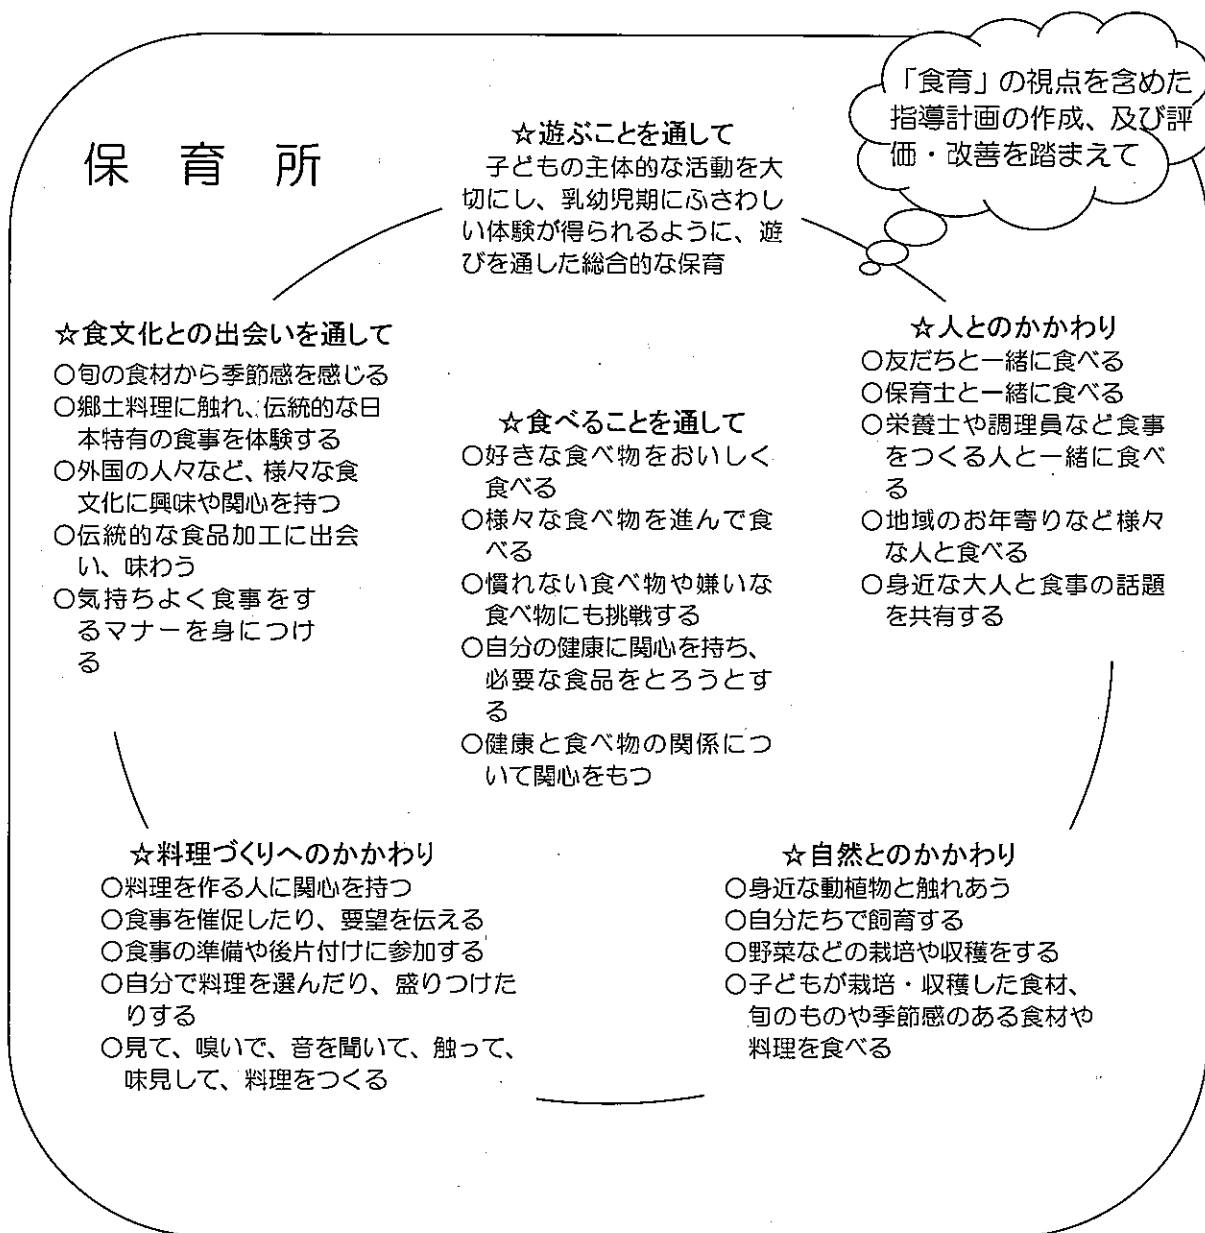 保育所
「食育」の視点を含めた
指導計画の作成、及び評
価・改善を踏まえて
☆遊ぶことを通して
子どもの主体的な活動を大
切にし、乳幼児期にふさわし
い体験が得られるように、遊
びを通した総合的な保育
☆食文化との出会いを通して
○旬の食材から季節感を感じる
○郷土料理に触れ、伝統的な日
本特有の食事を体験する
○外国の人々など、様々な食
文化に興味や関心を持つ
○伝統的な食品加工に出会
い、味わう
○気持ちよく食事をす
るマナーを身につけ
る
☆食べることを通して
○好きな食べ物をおいしく
食べる
○様々な食べ物を進んで食
べる
○慣れない食べ物や嫌いな
食べ物にも挑戦する
○自分の健康に関心を持ち、
必要な食品をとろうとす
る
○健康と食べ物の関係につ
いて関心をもつ
☆人とのかかわり
○友だちと一緒に食べる
○保育士と一緒に食べる
○栄養士や調理員など食事
をつくる人と一緒に食べ
る
○地域のお年寄りなど様々
な人と食べる
○身近な大人と食事の話題
を共有する
☆料理づくりへのかかわり
○料理を作る人に関心を持つ
○食事を催促したり、要望を伝える
○食事の準備や後片付けに参加する
○自分で料理を選んだり、盛りつけた
りする
○見て、嗅いで、音を聞いて、触って、
味見して、料理をつくる
☆自然とのかかわり
○身近な動植物と触れあう
○自分たちで飼育する
○野菜などの栽培や収穫をする
○子どもが栽培・収穫した食材、
旬のものや季節感のある食材や
料理を食べる